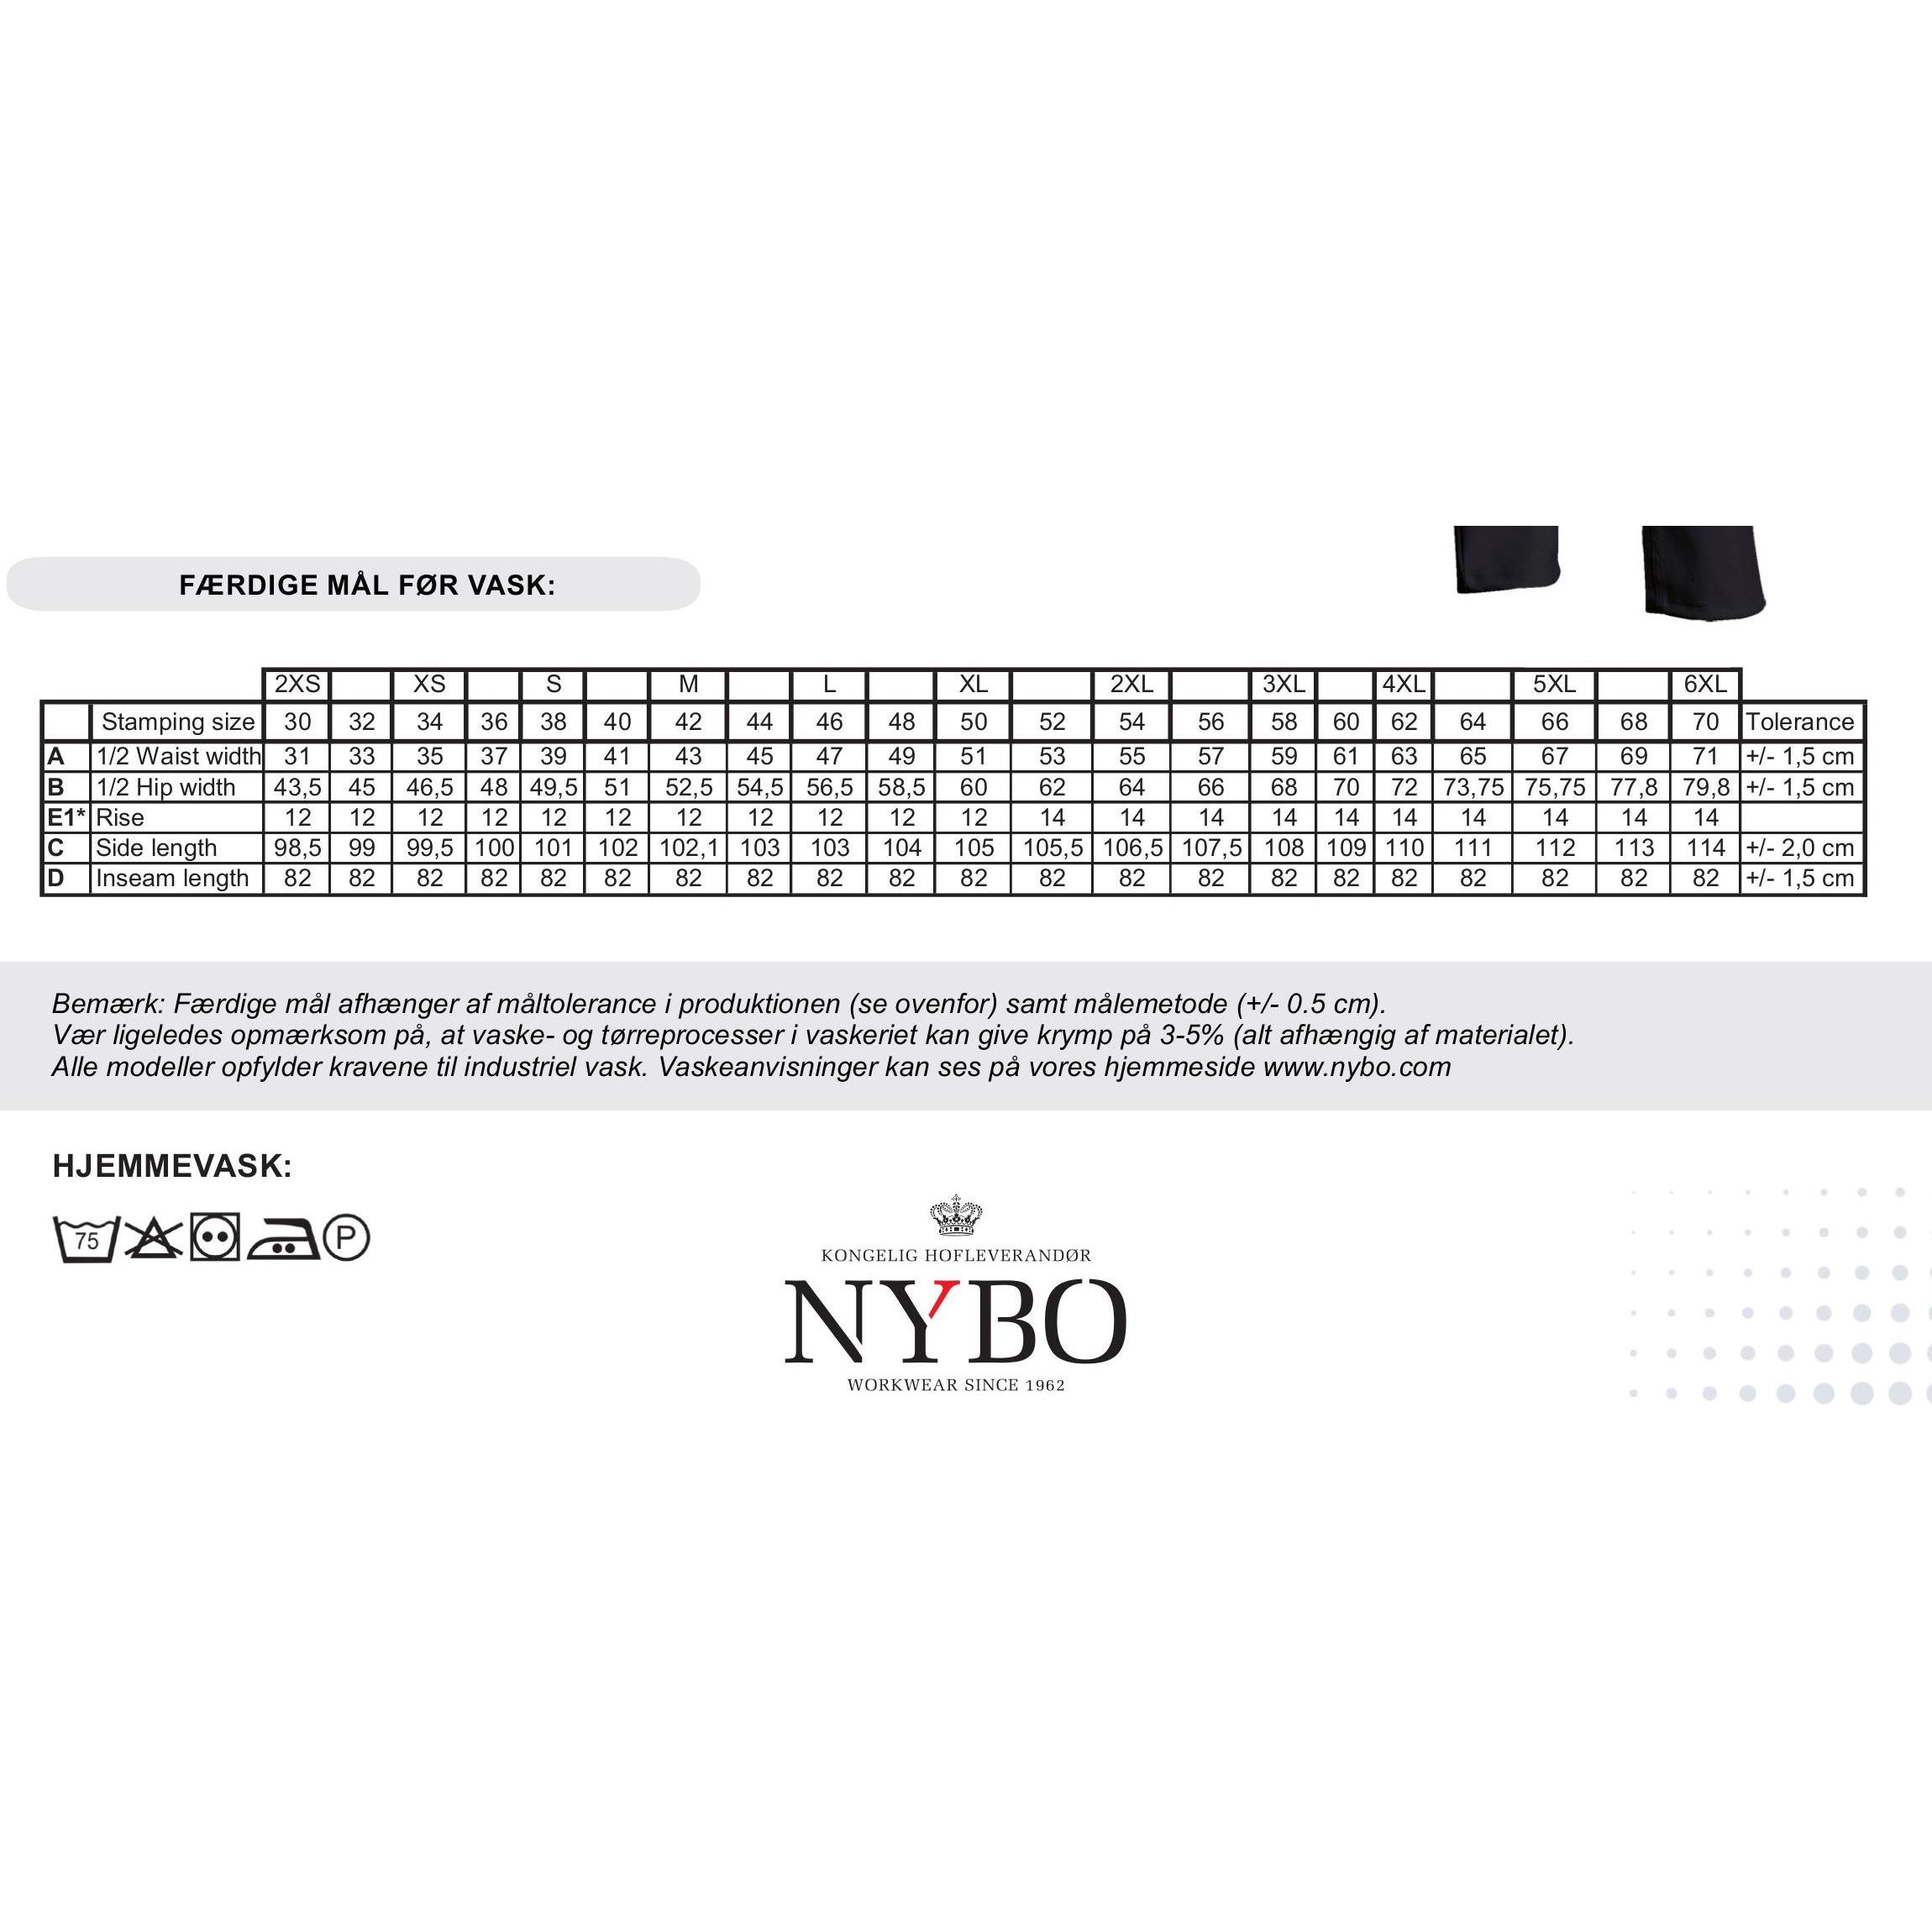 FÆRDIGE MÅL FØR VASK:
2XS XS S M L XL 2XL 3XL 4XL 5XL 6XL
Stamping size 30 32 34 36 38 40 42 44 46 48 50 52 54 56 58 60 62 64 66 68 70 Tolerance
A 1/2 Waist width 31 33 35 37 39 41 43 45 47 49 51 53 55 57 59 61 63 65 67 69 71 +/- 1,5 cm
B 1/2 Hip width 43,5 45 46,5 48 49,5 51 52,5 54,5 56,5 58,5 60 62 64 66 68 70 72 73,75 75,75 77,8 79,8 +/- 1,5 cm
E1* Rise 12 12 12 12 12 12 12 12 12 12 12 14 14 14 14 14 14 14 14 14 14
C Side length 98,5 99 99,5 100 101 102 102,1 103 103 104 105 105,5 106,5 107,5 108 109 110 111 112 113 114 +/- 2,0 cm
D Inseam length 82 82 82 82 82 82 82 82 82 82 82 82 82 82 82 82 82 82 82 82 82 +/- 1,5 cm
Bemærk: Færdige mål afhænger af måltolerance i produktionen (se ovenfor) samt målemetode (+/- 0.5 cm).
Vær ligeledes opmærksom på, at vaske- og tørreprocesser i vaskeriet kan give krymp på 3-5% (alt afhængig af materialet).
Alle modeller opfylder kravene til industriel vask. Vaskeanvisninger kan ses på vores hjemmeside www.nybo.com
HJEMMEVASK:
75 P
KONGELIG HOFLEVERANDØR
NYBO
WORKWEAR SINCE 1962